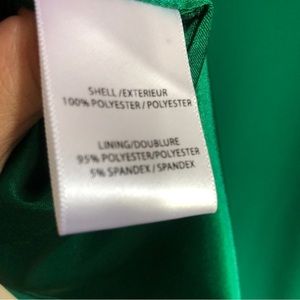 SHELL/EXTERIEUR
100% POLYESTER/POLYESTER
LINING/DOUBLURE
95% POLYESTER/POLYESTER
5% SPANDEX/SPANDEX